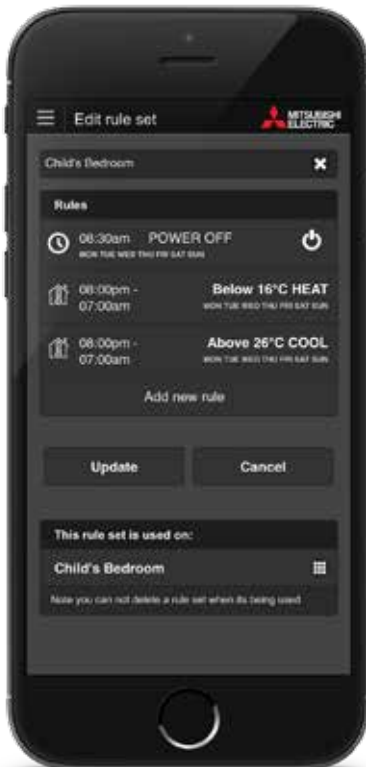 Edit rule set
MITSUBISHI
ELECTRIC
Child's Bedroom
Rules
08:30am POWER OFF
MON TUE WED THU FRI SAT SUN
08:00pm -
07:00am
Below 16°C HEAT
MON TUE WED THU FRI SAT SUN
08:00pm -
07:00am
Above 26°C COOL
MON TUE WED THU FRI SAT SUN
Add new rule
Update
Cancel
This rule set is used on:
Child's Bedroom
Note you can not delete a rule set when its being used